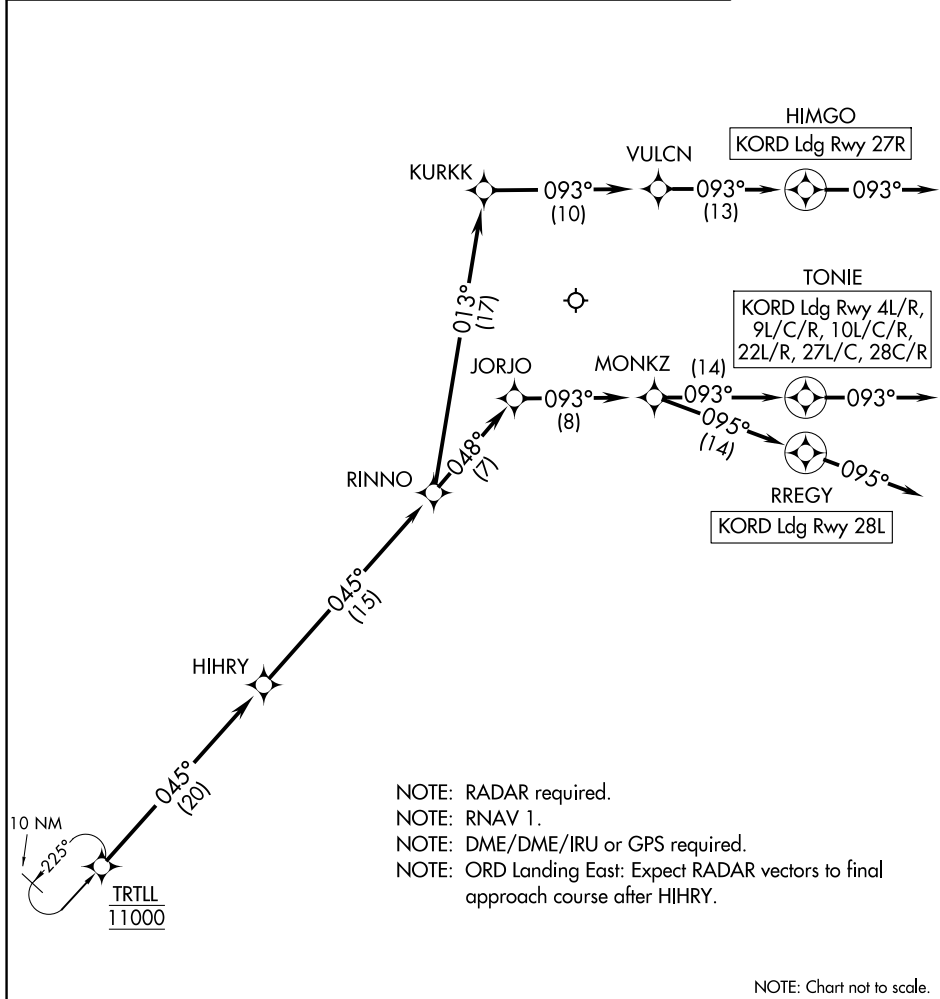 HIMGO
KORD Ldg Rwy 27R
VULCN
KURKK
093°
(10)
093°
(13)
093°
013°
(17)
TONIE
KORD Ldg Rwy 4L/R,
9L/C/R, 10L/C/R,
22L/R, 27L/C, 28C/R
JORJO
MONKZ
(14)
093°
(8)
093°
093°
095°
(14)
095°
048°
(7)
RINNO
RREGY
KORD Ldg Rwy 28L
045°
(15)
HIHRY
045°
(20)
10 NM
225°
TRTLL
11000
NOTE: RADAR required.
NOTE: RNAV 1.
NOTE: DME/DME/IRU or GPS required.
NOTE: ORD Landing East: Expect RADAR vectors to final
approach course after HIHRY.
NOTE: Chart not to scale.